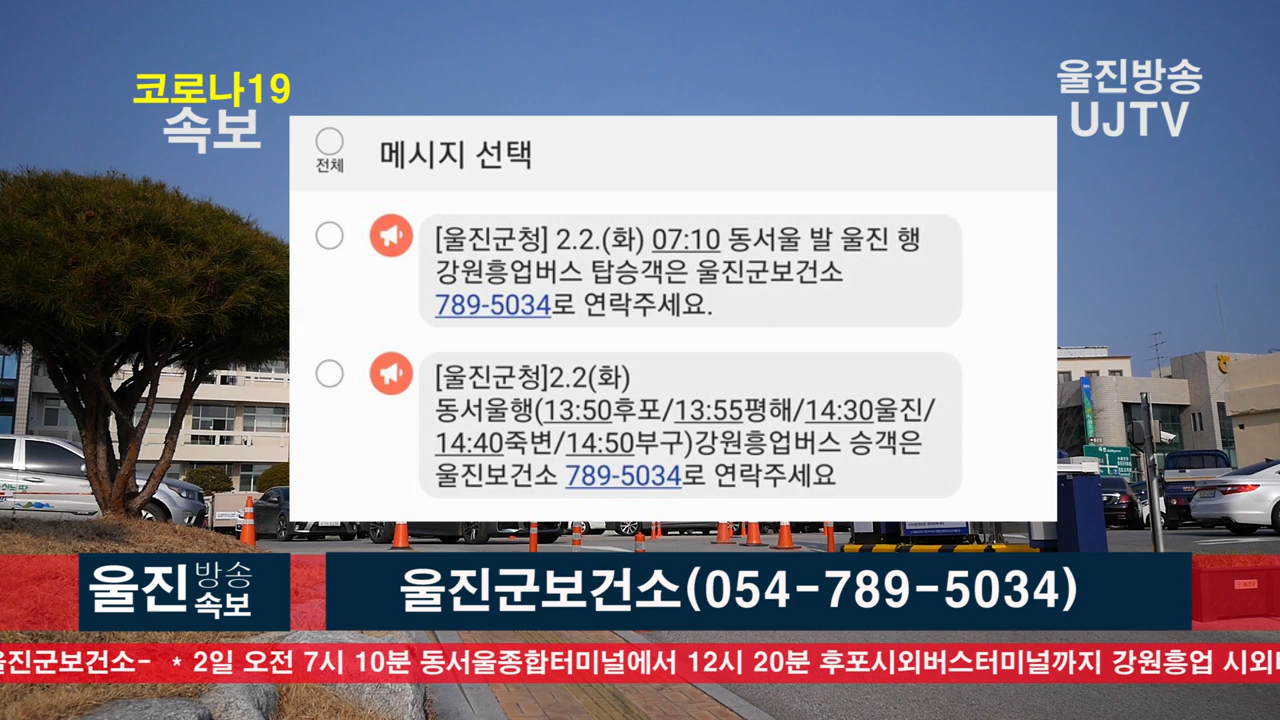 코로나19
속보
울진방송
UJTV
전체
메시지 선택
[울진군청] 2.2.(화) 07:10 동서울 발 울진 행
강원흥업버스 탑승객은 울진군보건소
789-5034로 연락주세요.
[울진군청]2.2(화)
동서울행(13:50후포/13:55평해/14:30울진/
14:40죽변/14:50부구)강원흥업버스 승객은
울진보건소 789-5034로 연락주세요
울진 방송
속보
울진군보건소(054-789-5034)
울진군보건소- * 2일 오전 7시 10분 동서울종합터미널에서 12시 20분 후포시외버스터미널까지 강원흥업 시외